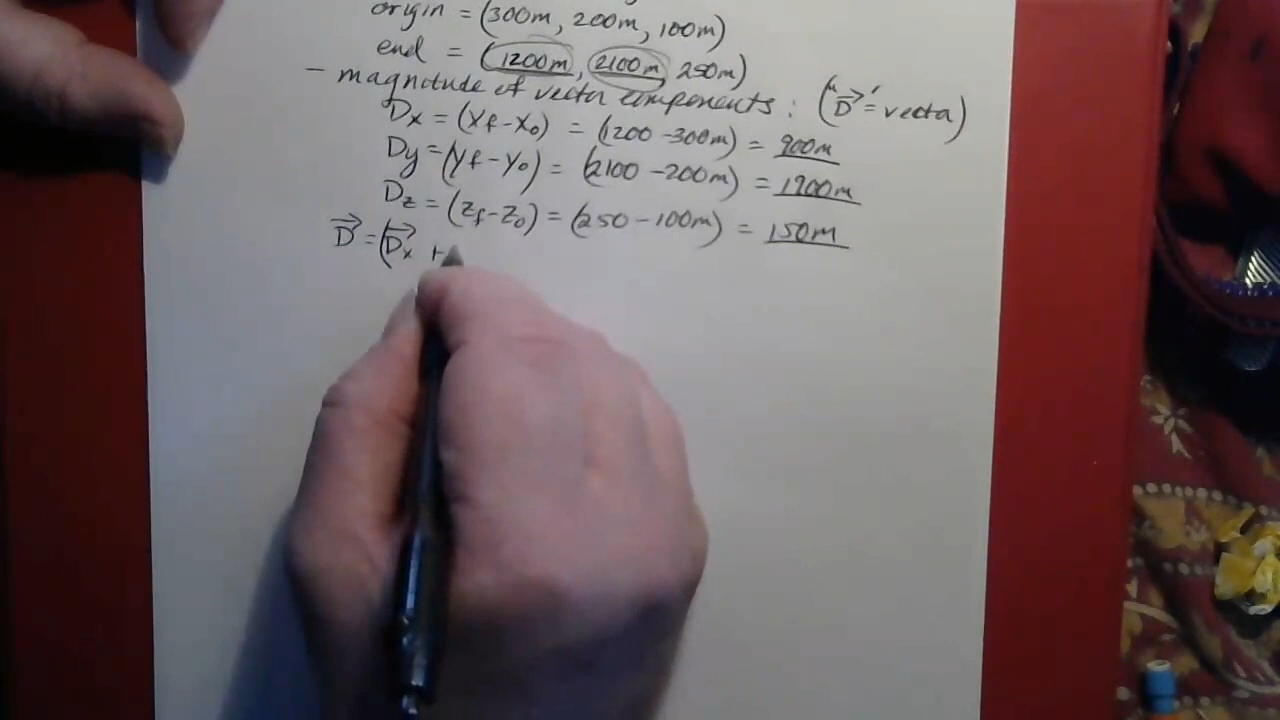 origin = (300m, 200m, 100m)
end = (1200m, 2100m, 250m)
- magnitude of vector components: ("D⃗" = vector)
Dx = (xf-x₀) = (1200-300m) = 900m
Dy = (yf-y₀) = (2100-200m) = 1900m
Dz = (zf-z₀) = (250-100m) = 150m
D⃗ = (D⃗x +